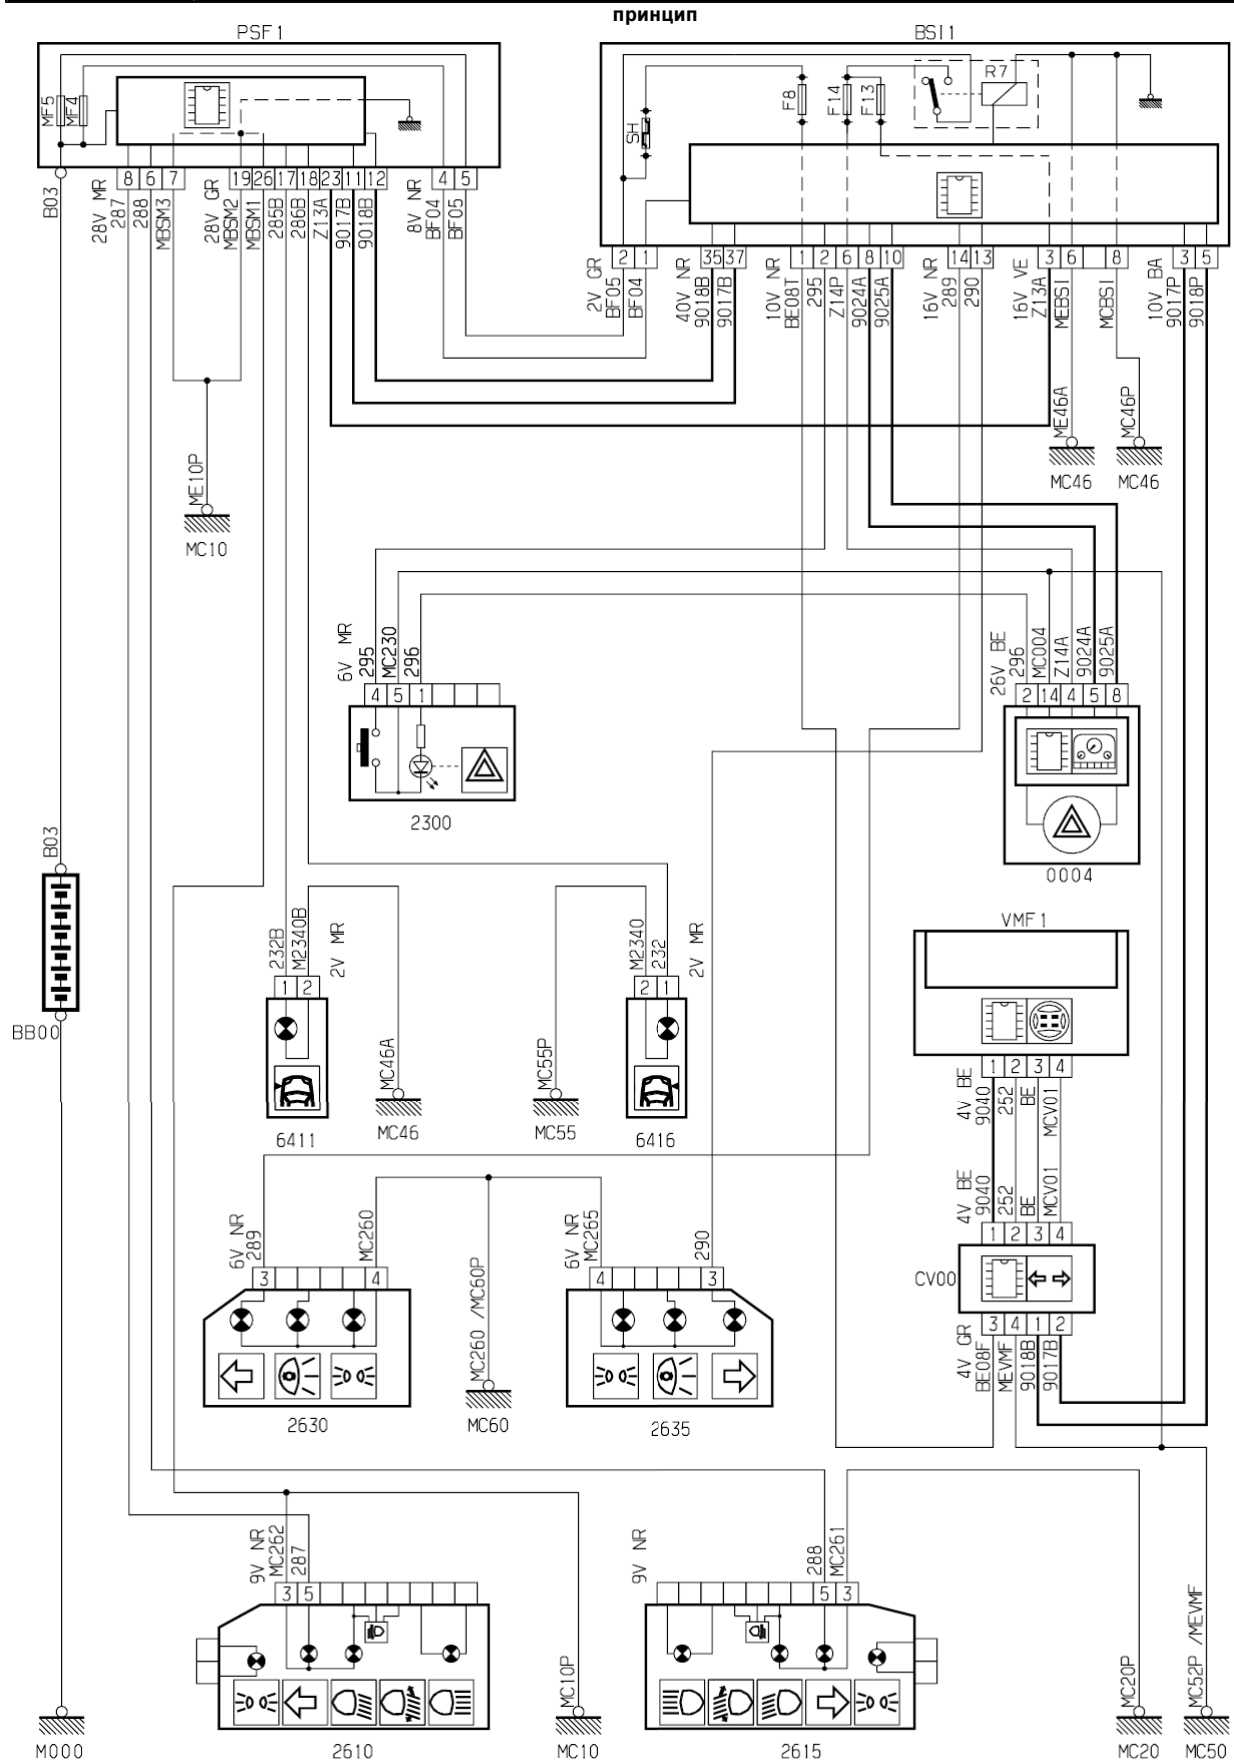 принцип
PSF1
BSI1
MF5
MF4
SH
F8
F14
F13
R7
8
6
7
19
26
17
18
23
11
12
4
5
2
1
35
37
1
2
6
8
10
14
13
3
6
8
3
5
B03
28V MR
287
288
MBSM3
28V GR
MBSM2
MBSM1
285B
286B
Z13A
9017B
9018B
8V NR
BF04
BF05
2V GR
BF05
BF04
40V NR
9018B
9017B
10V NR
BE08T
295
Z14P
9024A
9025A
16V NR
289
290
16V VE
Z13A
MEBSI
MCBSI
10V BA
9017P
9018P
ME10P
MC10
ME46A
MC46P
MC46
MC46
6V MR
295
MC230
296
4
5
1
2300
26V BE
296
MC004
Z14A
9024A
9025A
2
14
4
5
8
0004
B03
BB00
232B
M2340B
2V MR
1
2
6411
MC46A
MC46
MC55P
MC55
M2340
232
2V MR
2
1
6416
VMF1
1
2
3
4
4V BE
9040
252
BE
MCV01
4V BE
9040
252
BE
MCV01
1
2
3
4
CV00
3
4
1
2
4V GR
BE08F
MEVMF
9018B
9017B
6V NR
289
MC260
3
4
2630
MC260 /MC60P
MC60
6V NR
MC265
290
4
3
2635
9V NR
MC262
287
3
5
2610
MC10P
MC10
9V NR
288
MC261
5
3
2615
MC20P
MC20
MC52P /MEVMF
MC50
M000